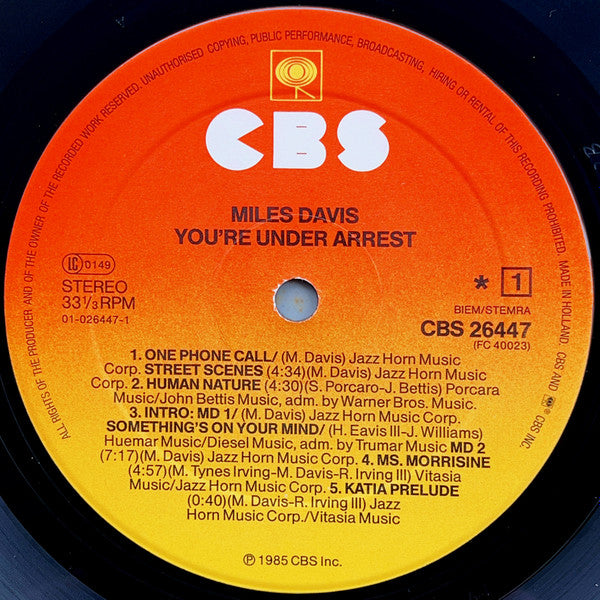 CBS
MILES DAVIS
YOU'RE UNDER ARREST
LC 0149
STEREO
33 1/3 RPM
01-026447-1
* 1
BIEM/STEMRA
CBS 26447
(FC 40023)
1. ONE PHONE CALL/ (M. Davis) Jazz Horn Music
Corp. STREET SCENES (4:34)(M. Davis) Jazz Horn Music
Corp. 2. HUMAN NATURE (4:30)(S. Porcaro-J. Bettis) Porcara
Music/John Bettis Music, adm by Warner Bros. Music.
3. INTRO: MD 1/ (M. Davis) Jazz Horn Music Corp.
SOMETHING'S ON YOUR MIND/ (H. Eavis III-J. Williams)
Huemar Music/Diesel Music, adm. by Trumar Music MD 2
(7:17)(M. Davis) Jazz Horn Music Corp. 4. MS. MORRISINE
(4:57)(M. Tynes Irving-M. Davis-R. Irving III) Vitasia
Music/Jazz Horn Music Corp. 5. KATIA PRELUDE
(0:40)(M. Davis-R. Irving III) Jazz
Horn Music Corp./Vitasia Music
℗ 1985 CBS Inc.
ALL RIGHTS OF THE PRODUCER AND OF THE OWNER OF THE RECORDED WORK RESERVED. UNAUTHORISED COPYING, PUBLIC PERFORMANCE, BROADCASTING, HIRING OR RENTAL OF THIS RECORDING PROHIBITED. MADE IN HOLLAND. CBS AND ® CBS INC.